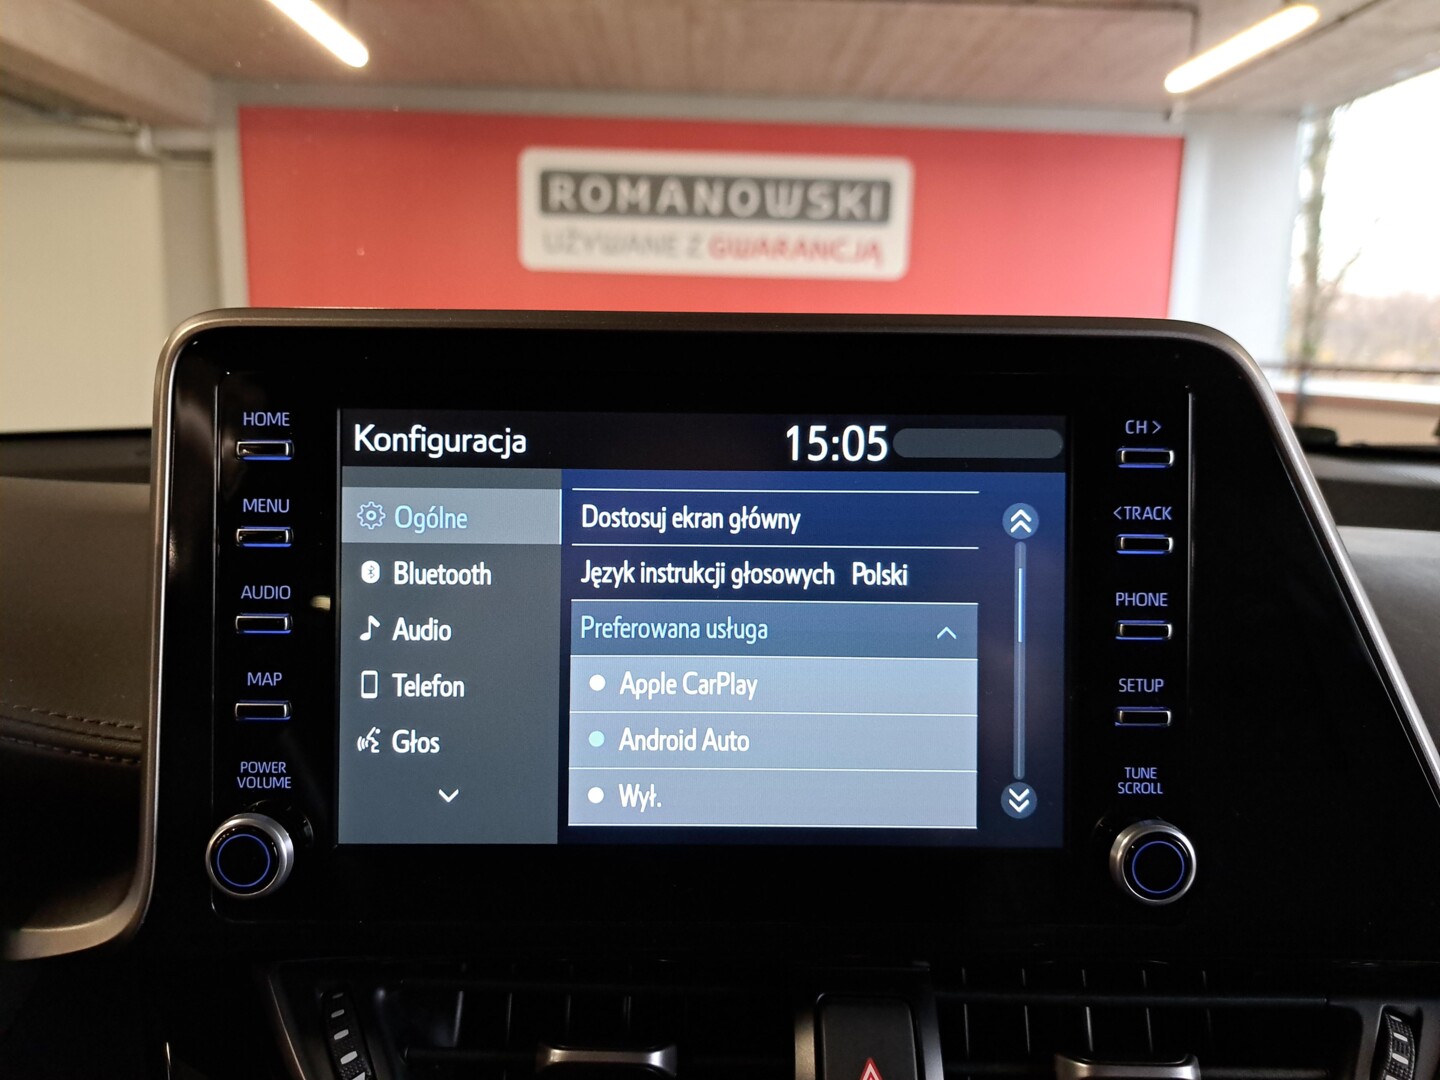 ROMANOWSKI
UŻYWANE Z GWARANCJĄ
HOME
MENU
AUDIO
MAP
POWER
VOLUME
Konfiguracja
15:05
Ogólne
Bluetooth
Audio
Telefon
Głos
Dostosuj ekran główny
Język instrukcji głosowych Polski
Preferowana usługa
Apple CarPlay
Android Auto
Wył.
CH >
< TRACK
PHONE
SETUP
TUNE
SCROLL